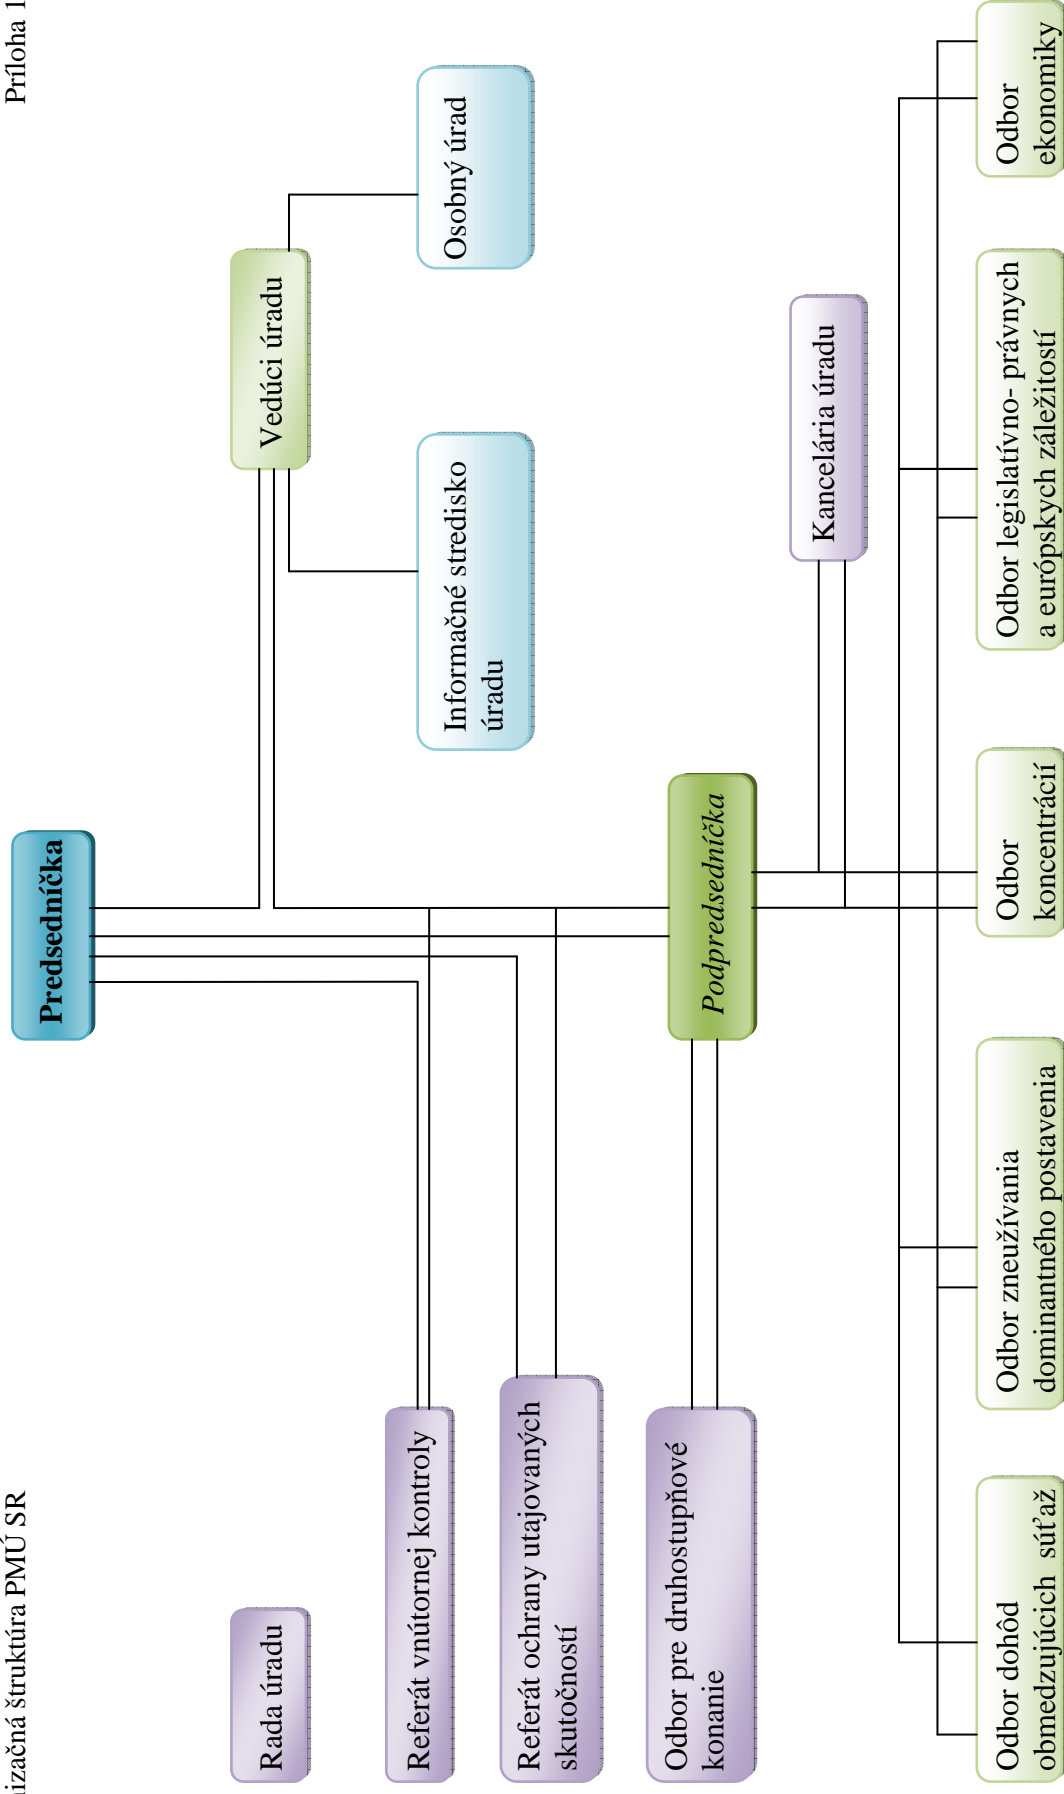 nizačná štruktúra PMÚ SR
Príloha 1
Predsedníčka
Rada úradu
Vedúci úradu
Referát vnútornej kontroly
Informačné stredisko
úradu
Osobný úrad
Referát ochrany utajovaných
skutočností
Odbor pre druhostupňové
konanie
Podpredsedníčka
Kancelária úradu
Odbor dohôd
obmedzujúcich súťaž
Odbor zneužívania
dominantného postavenia
Odbor
koncentrácií
Odbor legislatívno- právnych
a európskych záležitostí
Odbor
ekonomiky